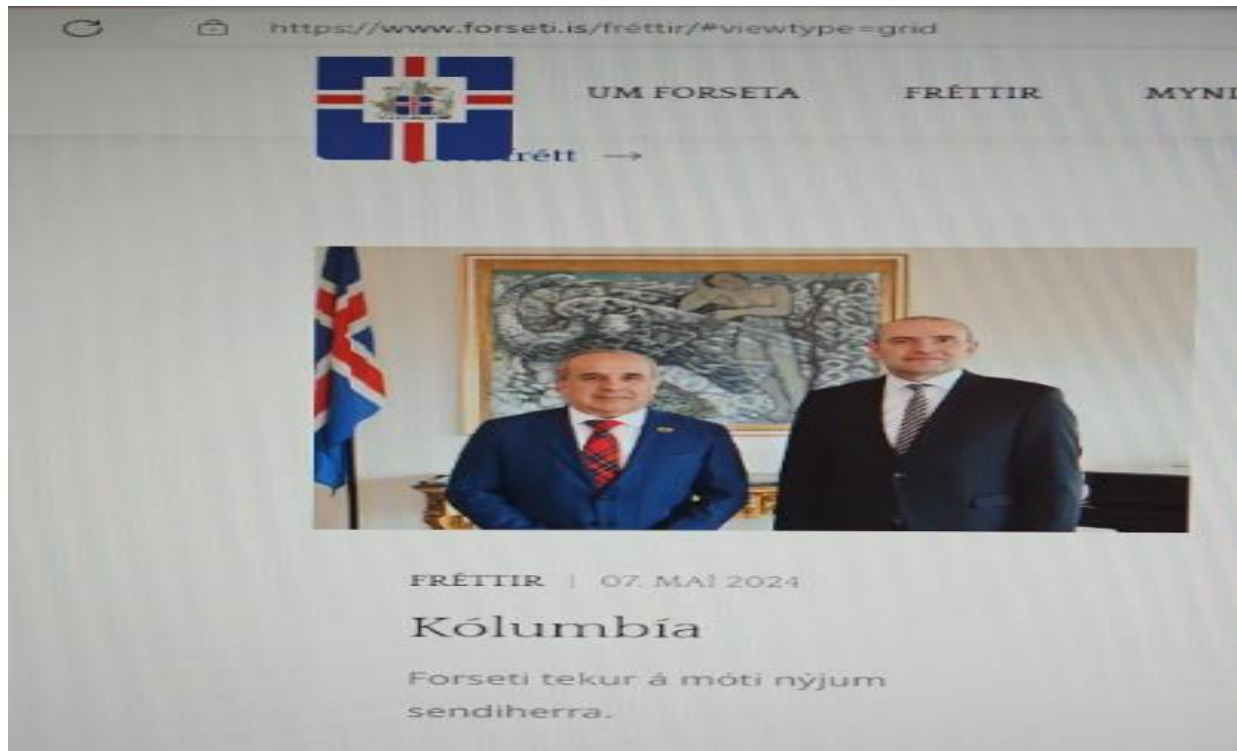 https://www.forseti.is/fréttir/#viewtype=grid
UM FORSETA FRÉTTIR
frétt →
FRÉTTIR | 07. MAÍ 2024
Kólumbía
Forseti tekur á móti nýjum
sendiherra.